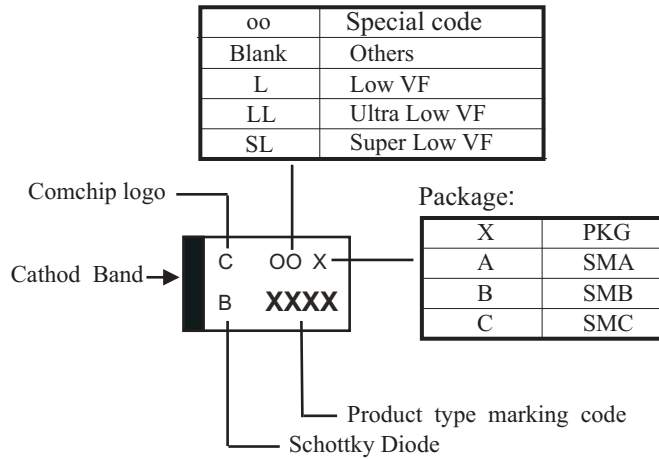 oo Special code
Blank Others
L Low VF
LL Ultra Low VF
SL Super Low VF
Comchip logo
Package:
X PKG
A SMA
B SMB
C SMC
Cathod Band
C OO X
B XXXX
Product type marking code
Schottky Diode